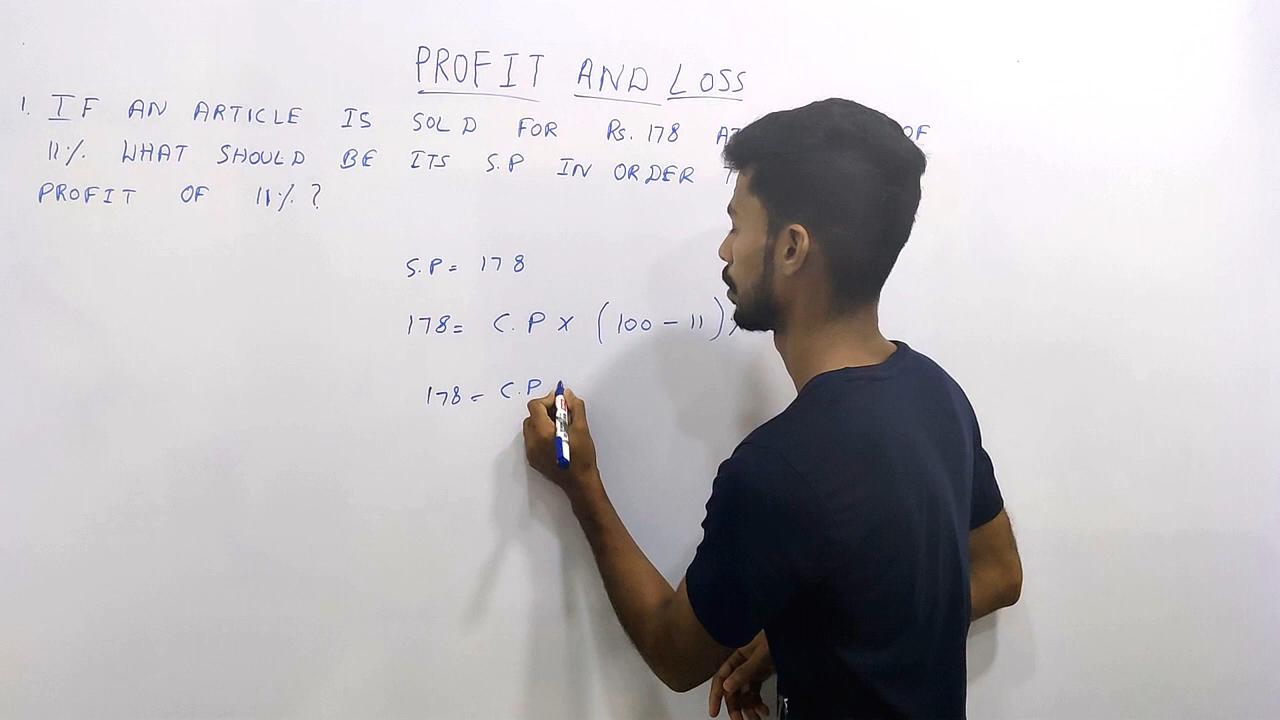 PROFIT AND LOSS
1. IF AN ARTICLE IS SOLD FOR Rs. 178 OF
11% WHAT SHOULD BE ITS S.P IN ORDER
PROFIT OF 11% ?
S.P = 178
178 = C.P × (100 - 11)
178 = C.P